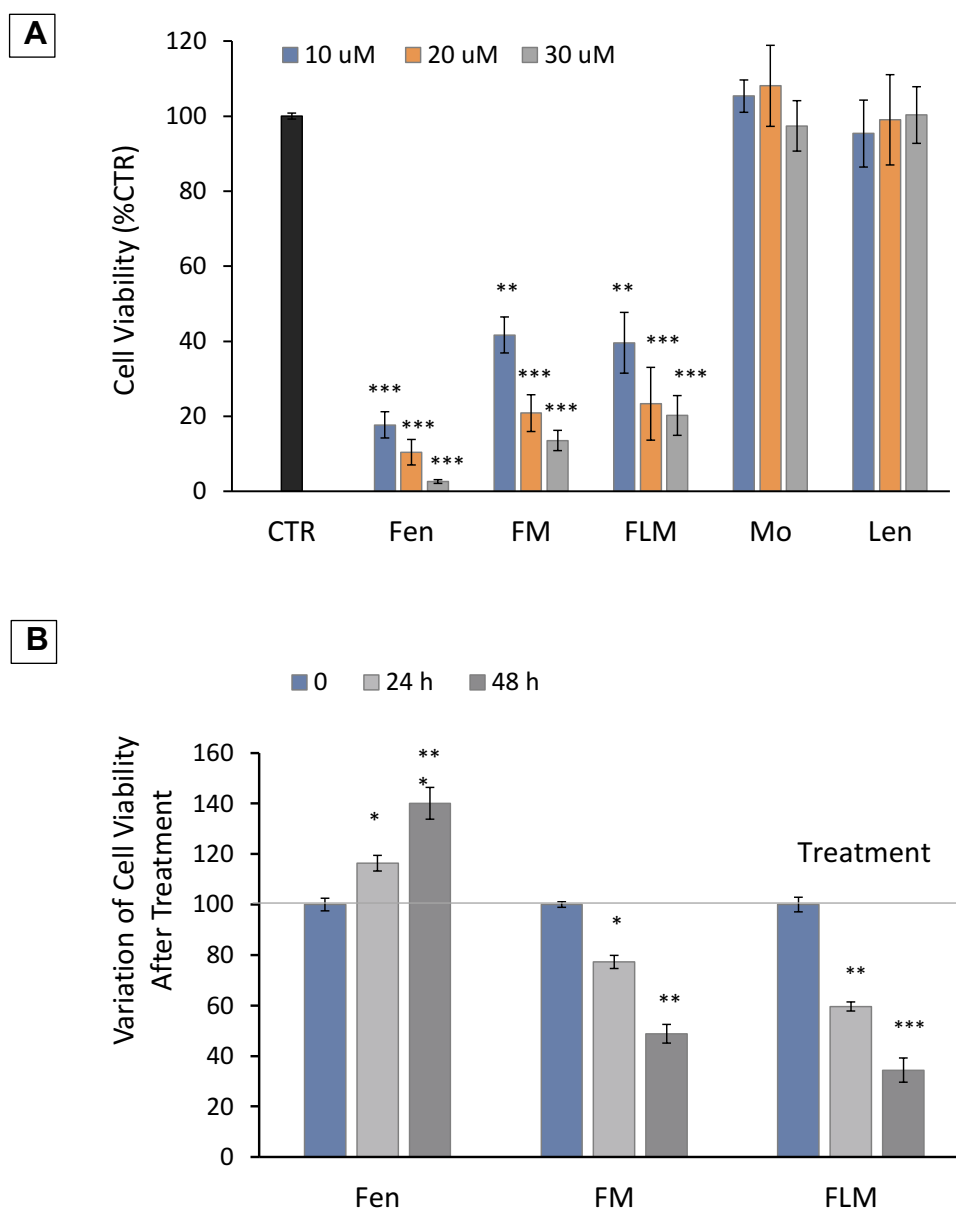 A
120
10 uM 20 uM 30 uM
100
80
60
** **
40
*** *** ***
*** *** ***
20
***
0
Cell Viability (%CTR)
CTR Fen FM FLM Mo Len
B
0 24 h 48 h
160
**
*
140
*
120
Treatment
100
*
80
**
60
**
***
40
20
0
Variation of Cell Viability
After Treatment
Fen FM FLM